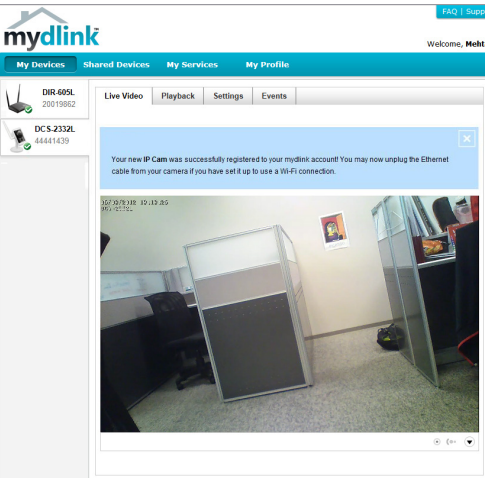 FAQ | Supp
mydlink
Welcome, Meht
My Devices Shared Devices My Services My Profile
DIR-605L
20019862
DCS-2332L
44441439
Live Video Playback Settings Events
Your new IP Cam was successfully registered to your mydlink account! You may now unplug the Ethernet
cable from your camera if you have set it up to use a Wi-Fi connection.